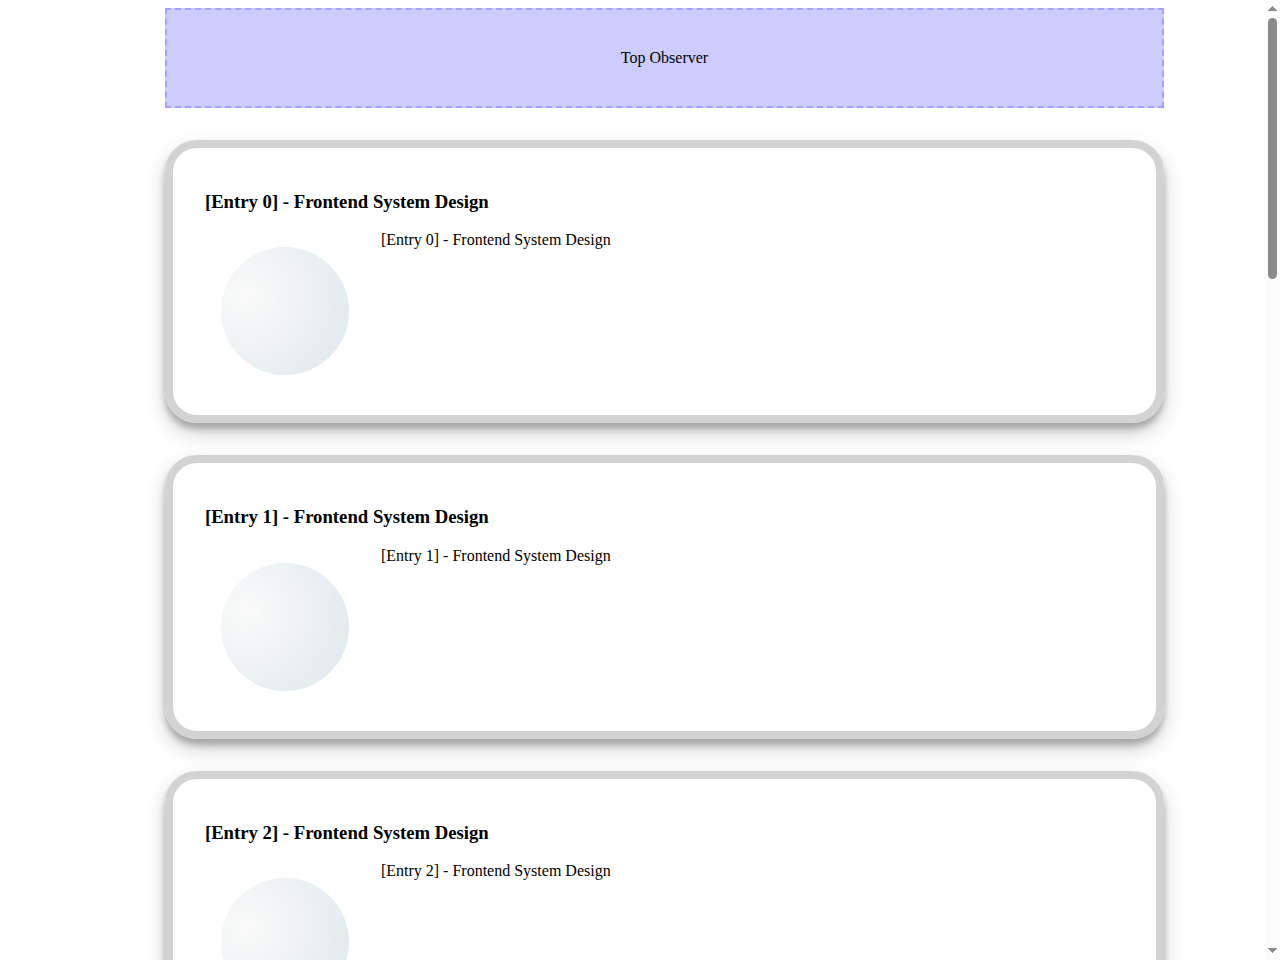 Top Observer
[Entry 0] - Frontend System Design
[Entry 0] - Frontend System Design
[Entry 1] - Frontend System Design
[Entry 1] - Frontend System Design
[Entry 2] - Frontend System Design
[Entry 2] - Frontend System Design